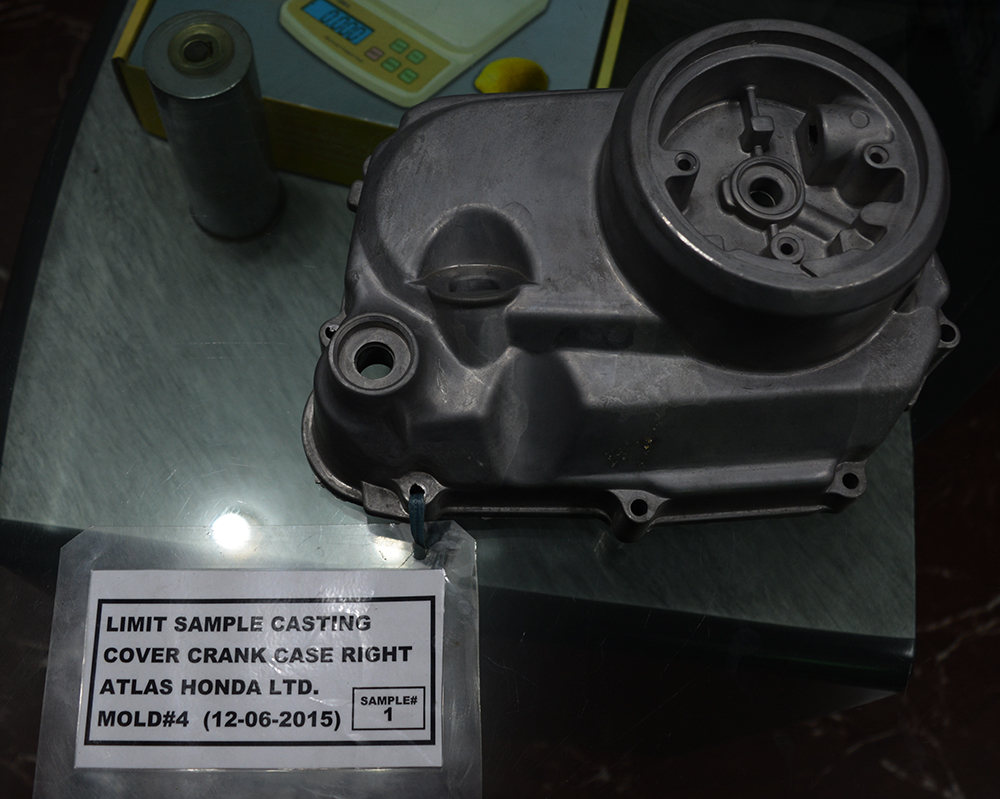 LIMIT SAMPLE CASTING
COVER CRANK CASE RIGHT
ATLAS HONDA LTD.
MOLD#4 (12-06-2015)
SAMPLE#
1